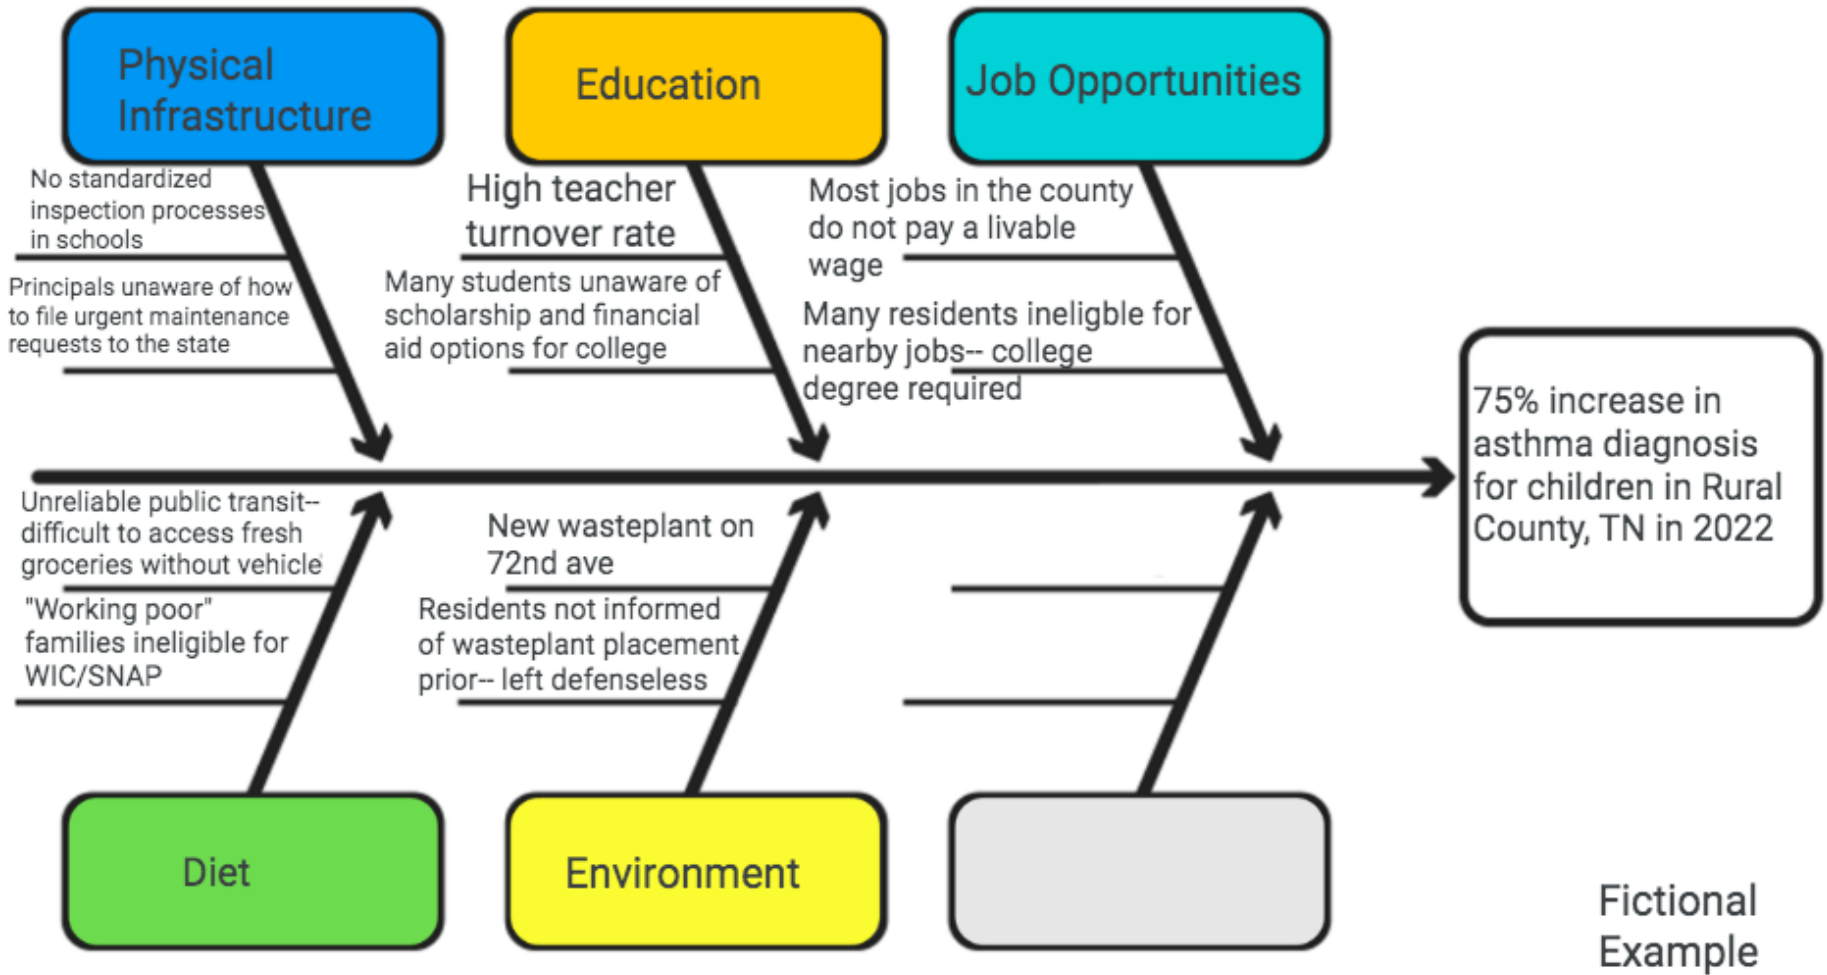 Physical
Infrastructure
Education
Job Opportunities
No standardized
inspection processes
in schools
Principals unaware of how
to file urgent maintenance
requests to the state
High teacher
turnover rate
Many students unaware of
scholarship and financial
aid options for college
Most jobs in the county
do not pay a livable
wage
Many residents ineligble for
nearby jobs-- college
degree required
75% increase in
asthma diagnosis
for children in Rural
County, TN in 2022
Unreliable public transit--
difficult to access fresh
groceries without vehicle
"Working poor"
families ineligible for
WIC/SNAP
New wasteplant on
72nd ave
Residents not informed
of wasteplant placement
prior-- left defenseless
Diet
Environment
Fictional
Example